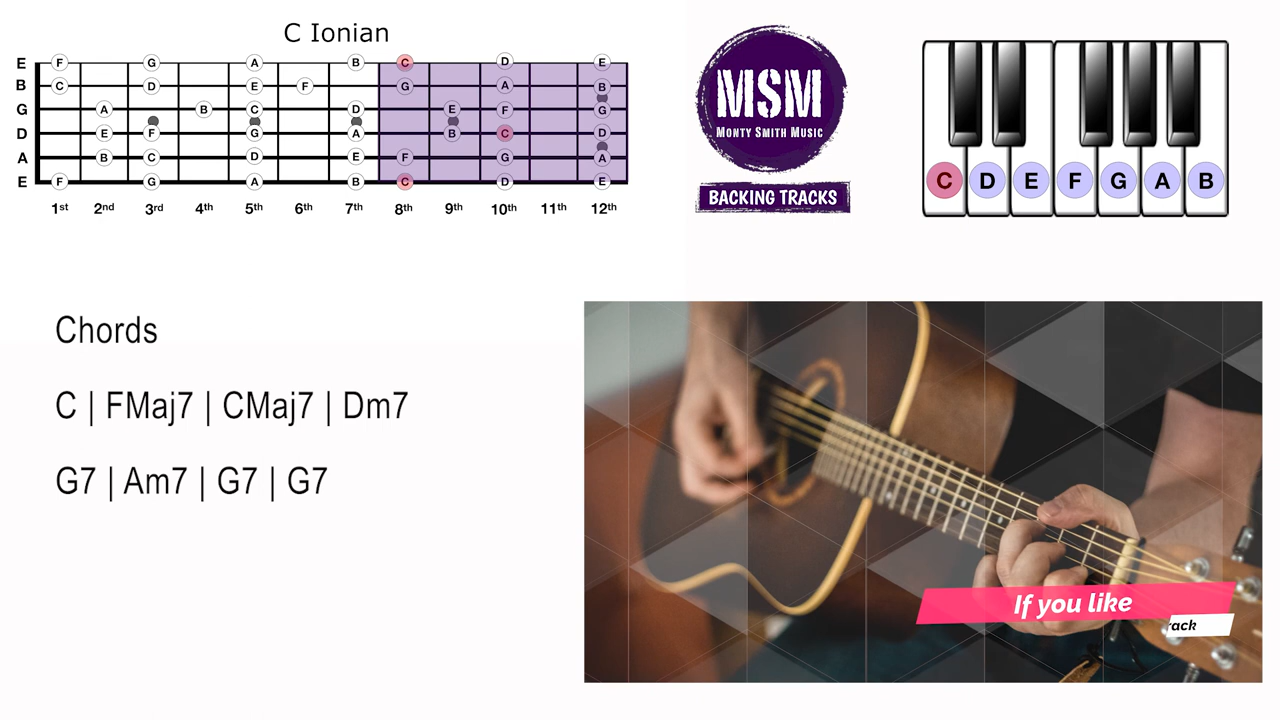 C Ionian
E F G A B C D E
B C D E F G A B
G A B C D E F G
D E F G A B C D
A B C D E F G A
E F G A B C D E
1st 2nd 3rd 4th 5th 6th 7th 8th 9th 10th 11th 12th
MSM
MONTY SMITH MUSIC
BACKING TRACKS
C D E F G A B
Chords
C | FMaj7 | CMaj7 | Dm7
G7 | Am7 | G7 | G7
If you like
rack